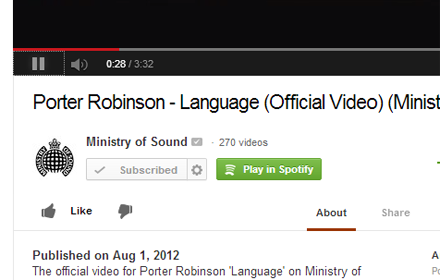 0:28 / 3:32
Porter Robinson - Language (Official Video) (Minist
Ministry of Sound · 270 videos
Subscribed Play in Spotify
Like About Share A
Published on Aug 1, 2012
The official video for Porter Robinson 'Language' on Ministry of